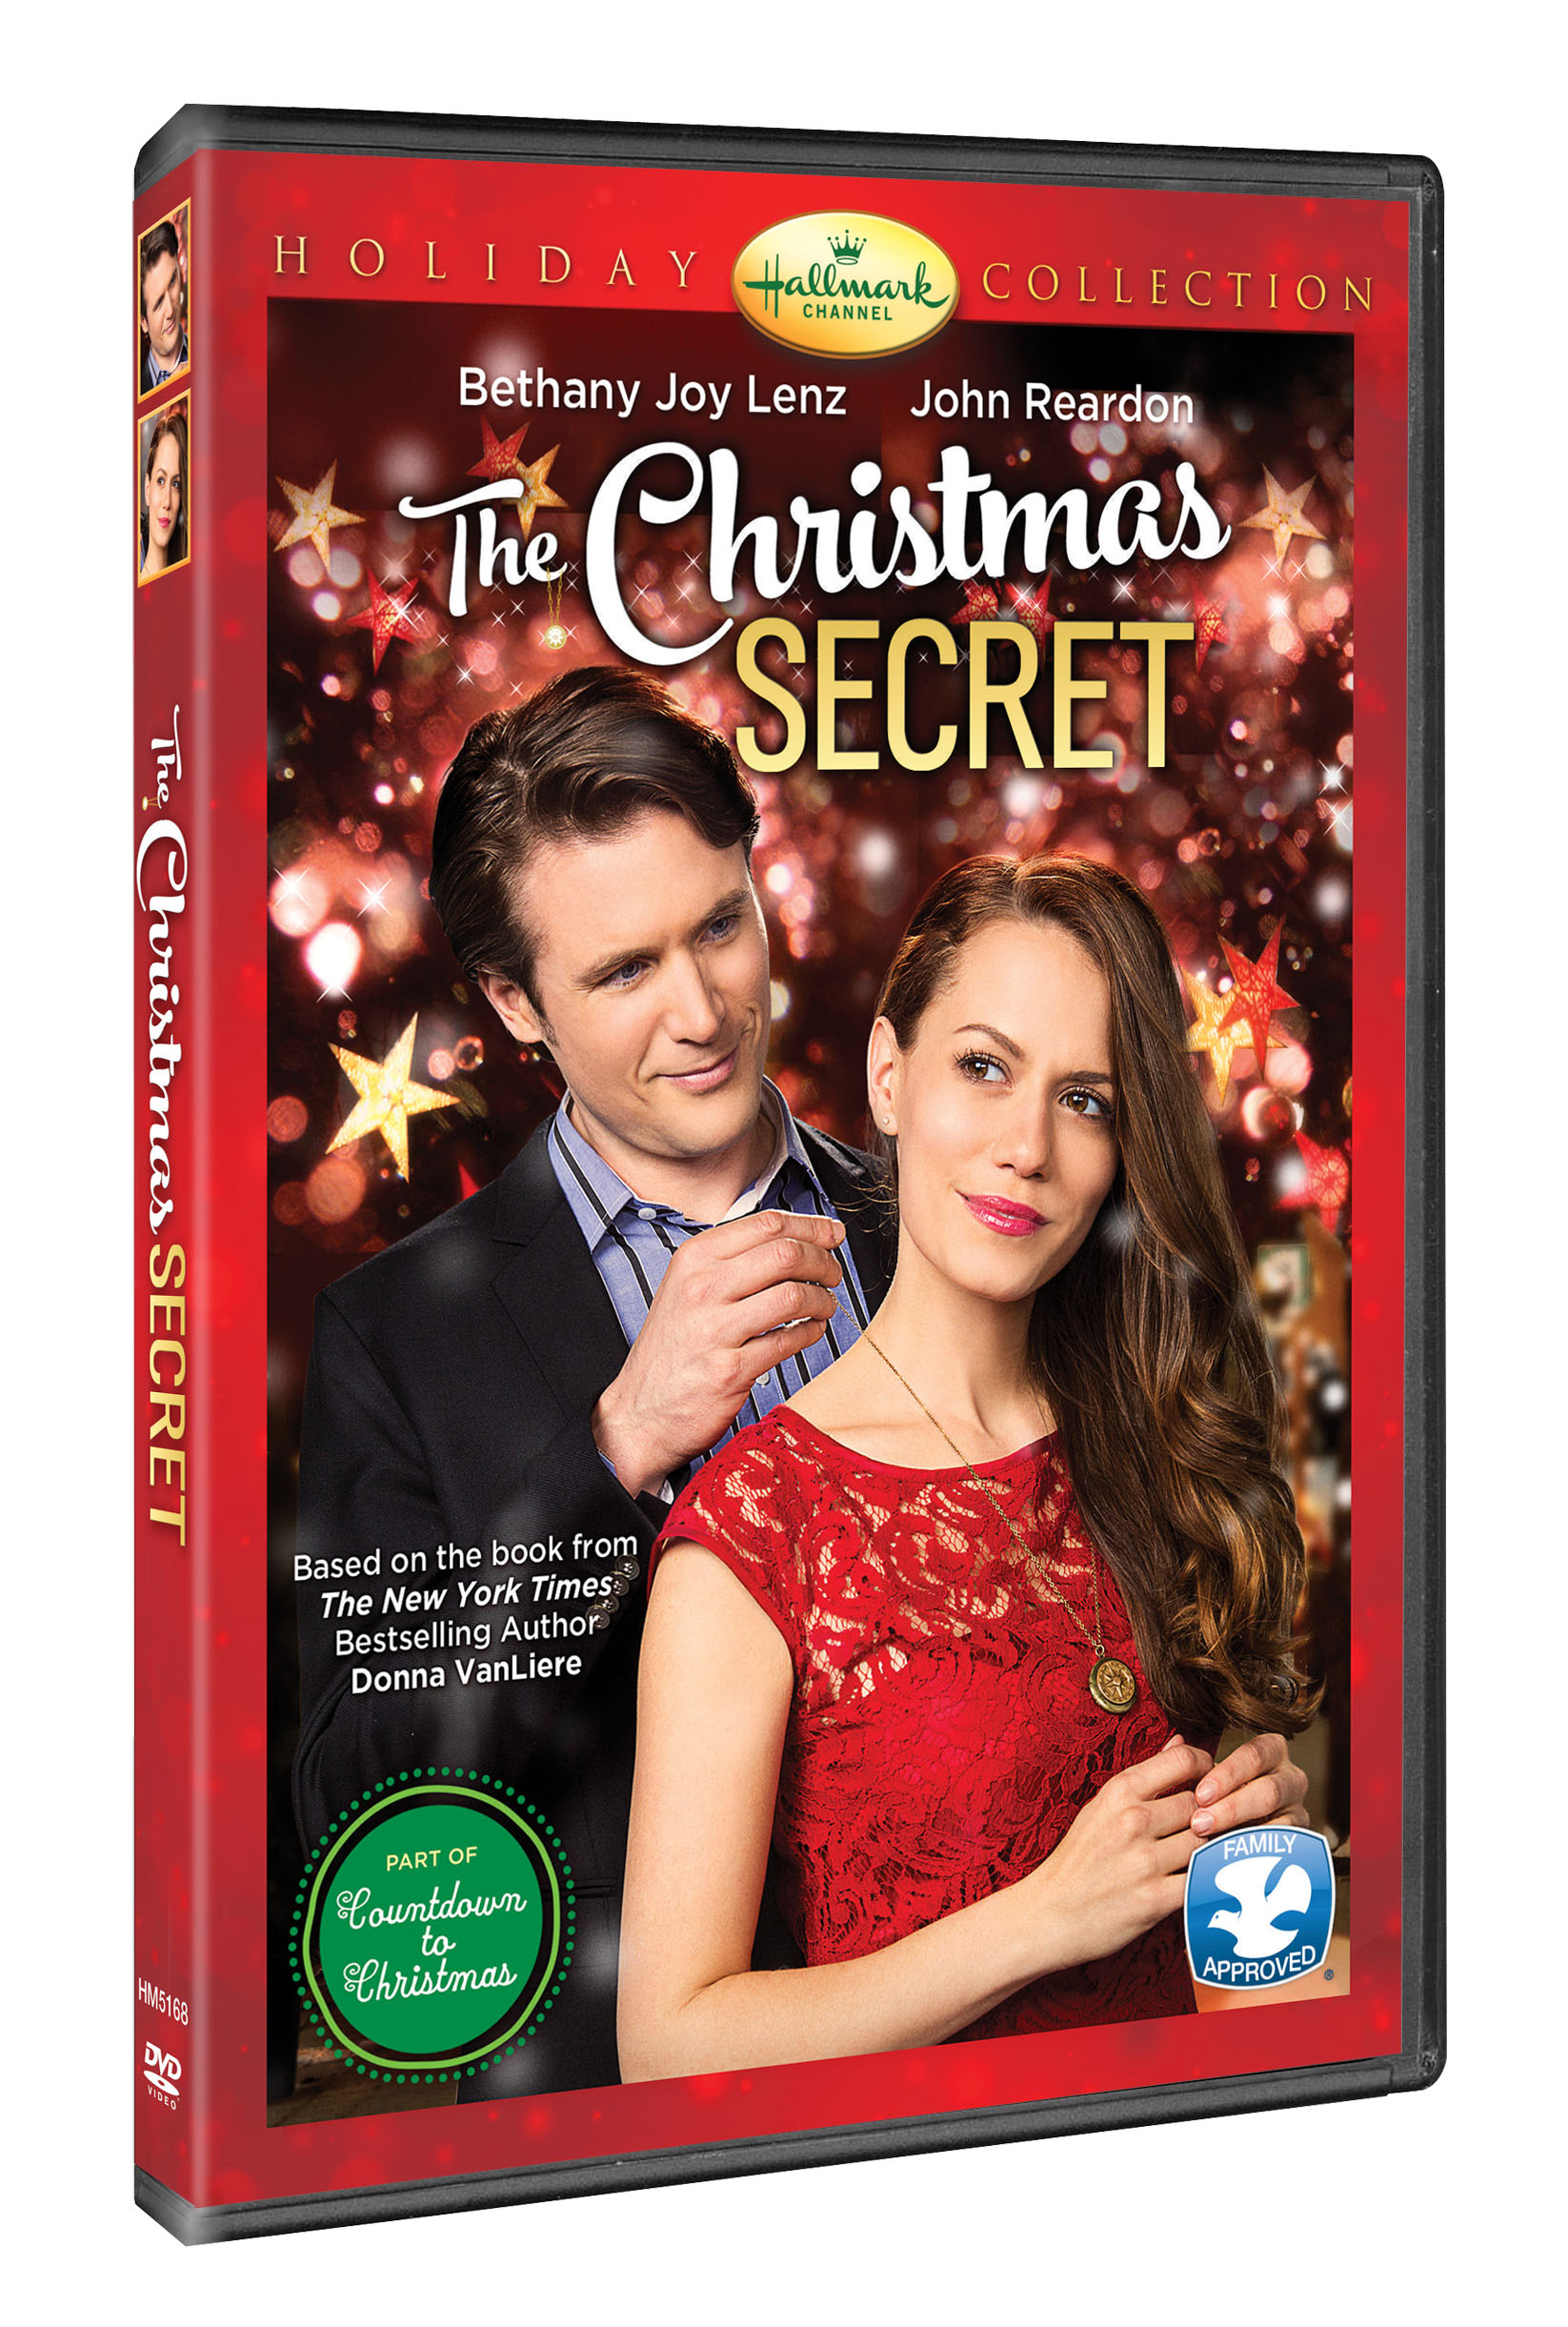 HOLIDAY Hallmark CHANNEL COLLECTION
Bethany Joy Lenz John Reardon
The Christmas
SECRET
Based on the book from
The New York Times
Bestselling Author
Donna VanLiere
PART OF
Countdown
to
Christmas
FAMILY
APPROVED
®
The Christmas SECRET
HM5168
DVD
VIDEO